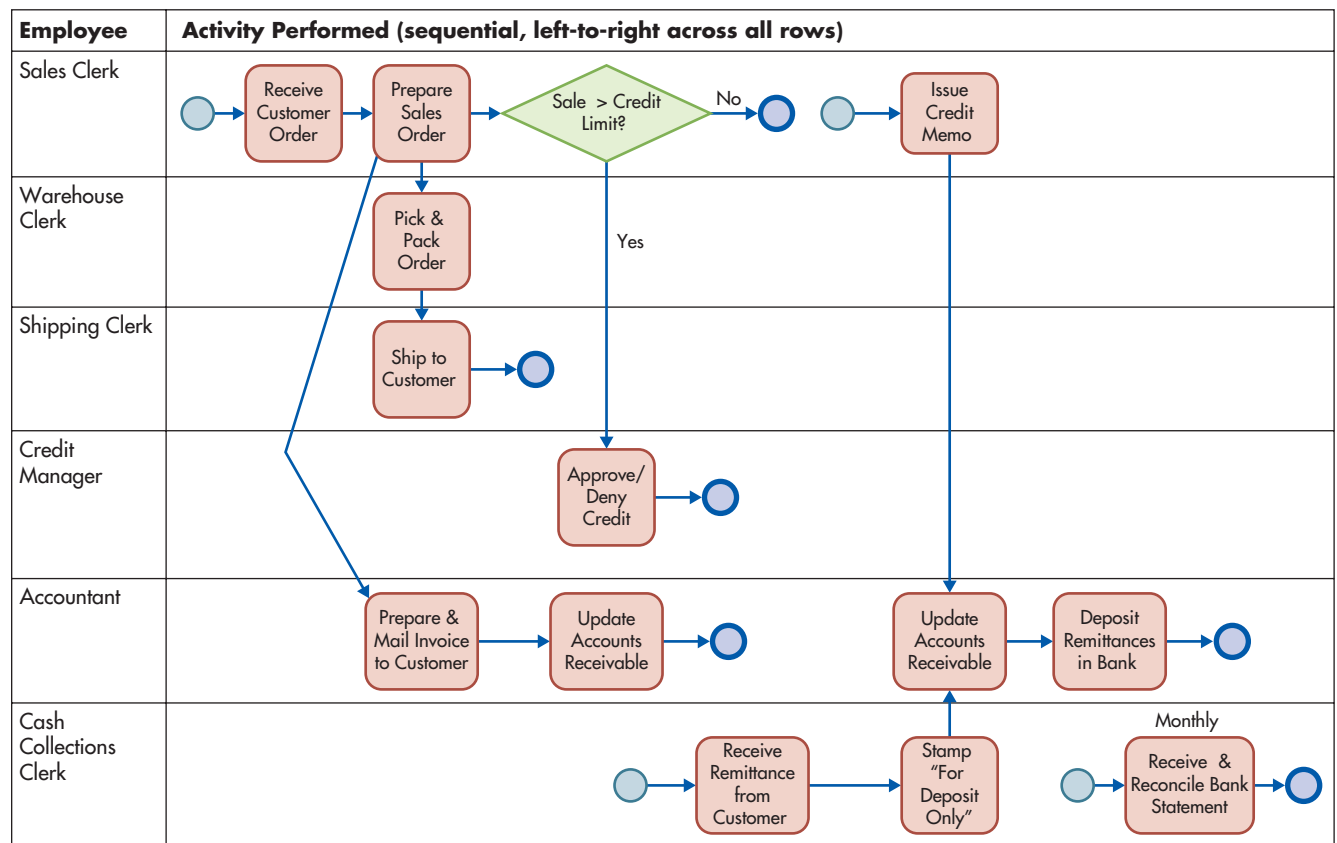 Employee
Activity Performed (sequential, left-to-right across all rows)
Sales Clerk
Receive
Customer
Order
Prepare
Sales
Order
Sale > Credit
Limit?
No
Issue
Credit
Memo
Warehouse
Clerk
Pick &
Pack
Order
Yes
Shipping Clerk
Ship to
Customer
Credit
Manager
Approve/
Deny
Credit
Accountant
Prepare &
Mail Invoice
to Customer
Update
Accounts
Receivable
Update
Accounts
Receivable
Deposit
Remittances
in Bank
Cash
Collections
Clerk
Receive
Remittance
from
Customer
Stamp
“For
Deposit
Only”
Monthly
Receive &
Reconcile Bank
Statement